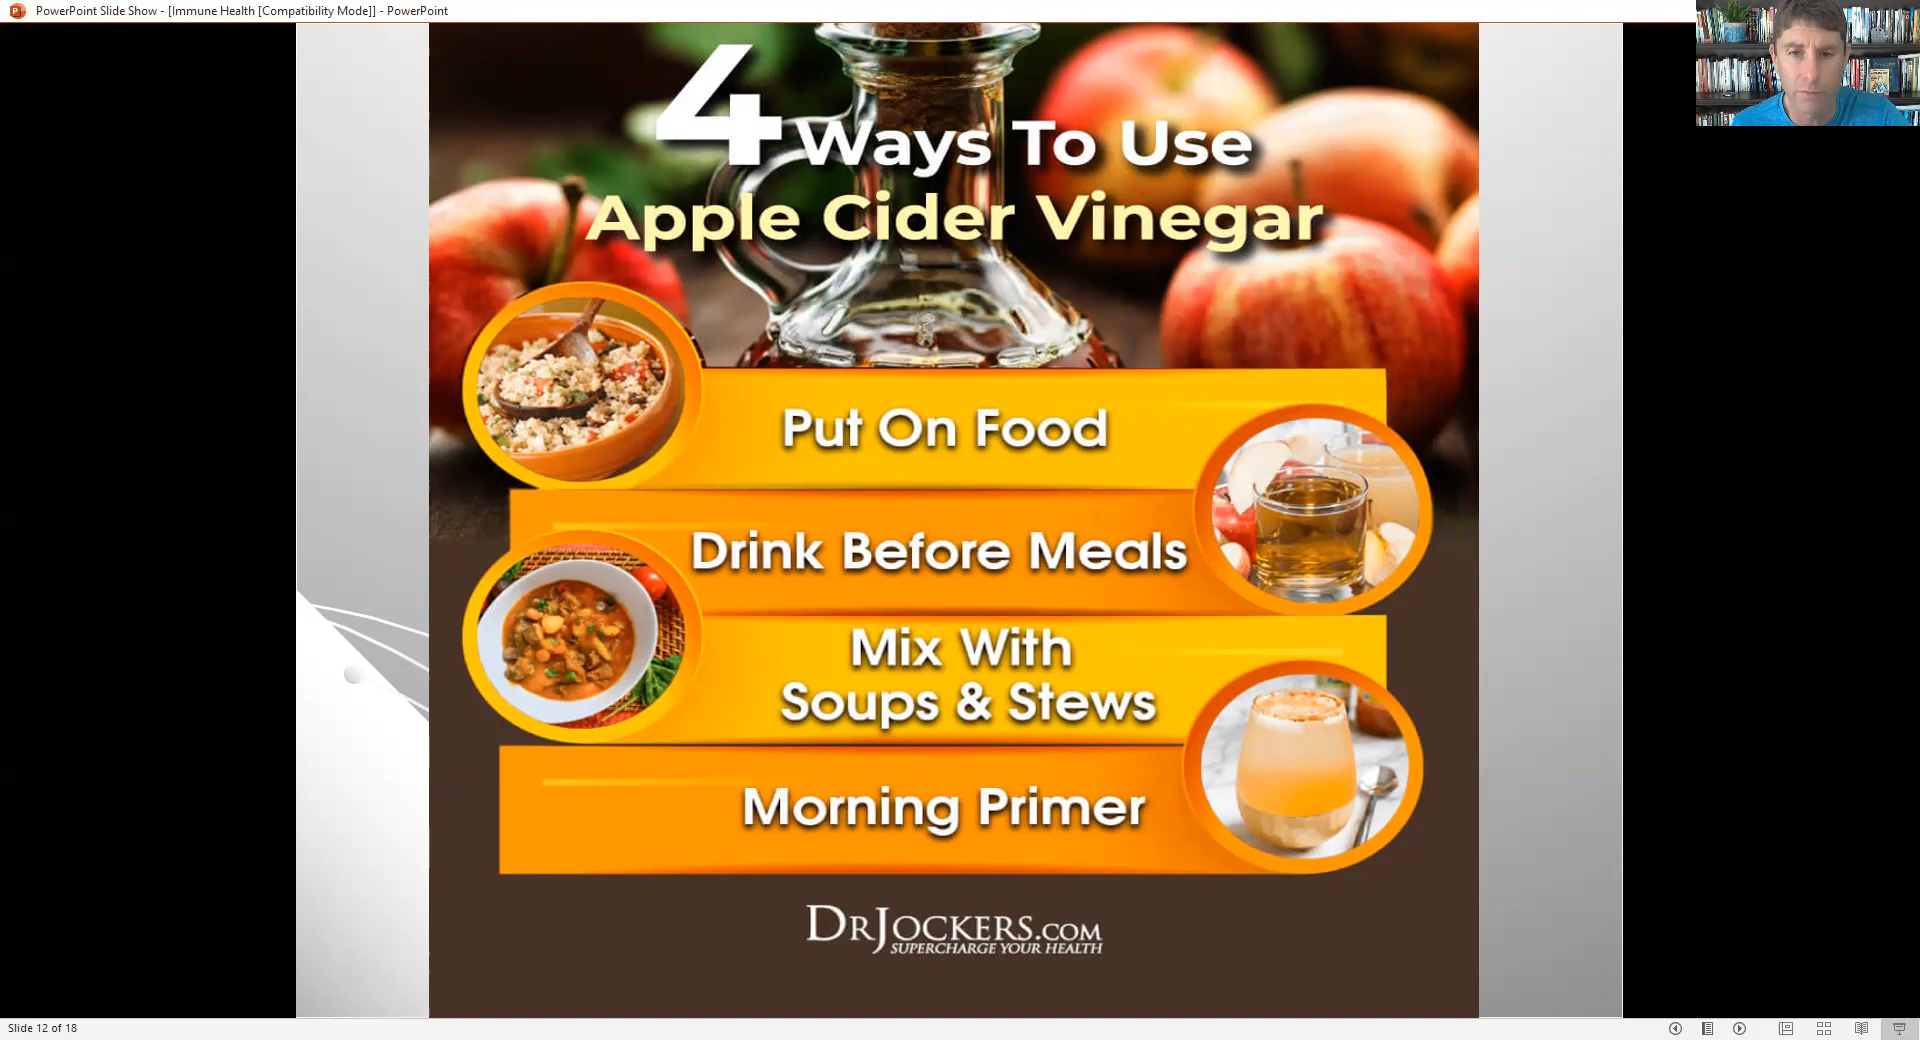 PowerPoint Slide Show - [Immune Health [Compatibility Mode]] - PowerPoint
4 Ways To Use
Apple Cider Vinegar
Put On Food
Drink Before Meals
Mix With
Soups & Stews
Morning Primer
DRJOCKERS.COM
SUPERCHARGE YOUR HEALTH
Slide 12 of 18